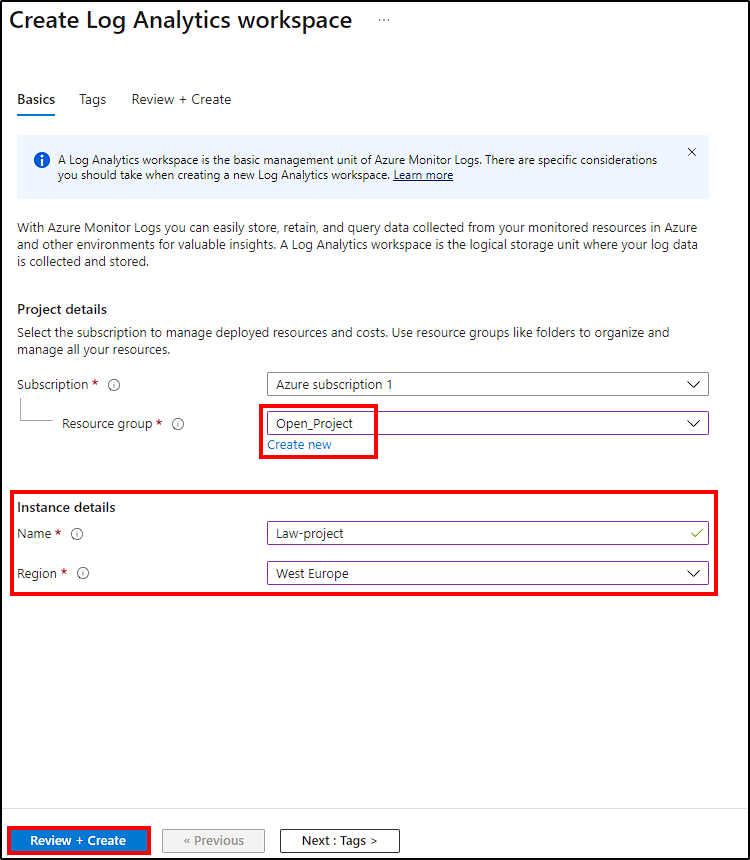 Create Log Analytics workspace ...
Basics Tags Review + Create
A Log Analytics workspace is the basic management unit of Azure Monitor Logs. There are specific considerations
you should take when creating a new Log Analytics workspace. Learn more
With Azure Monitor Logs you can easily store, retain, and query data collected from your monitored resources in Azure
and other environments for valuable insights. A Log Analytics workspace is the logical storage unit where your log data
is collected and stored.
Project details
Select the subscription to manage deployed resources and costs. Use resource groups like folders to organize and
manage all your resources.
Subscription * Azure subscription 1
Resource group * Open_Project
Create new
Instance details
Name * Law-project
Region * West Europe
Review + Create « Previous Next : Tags >